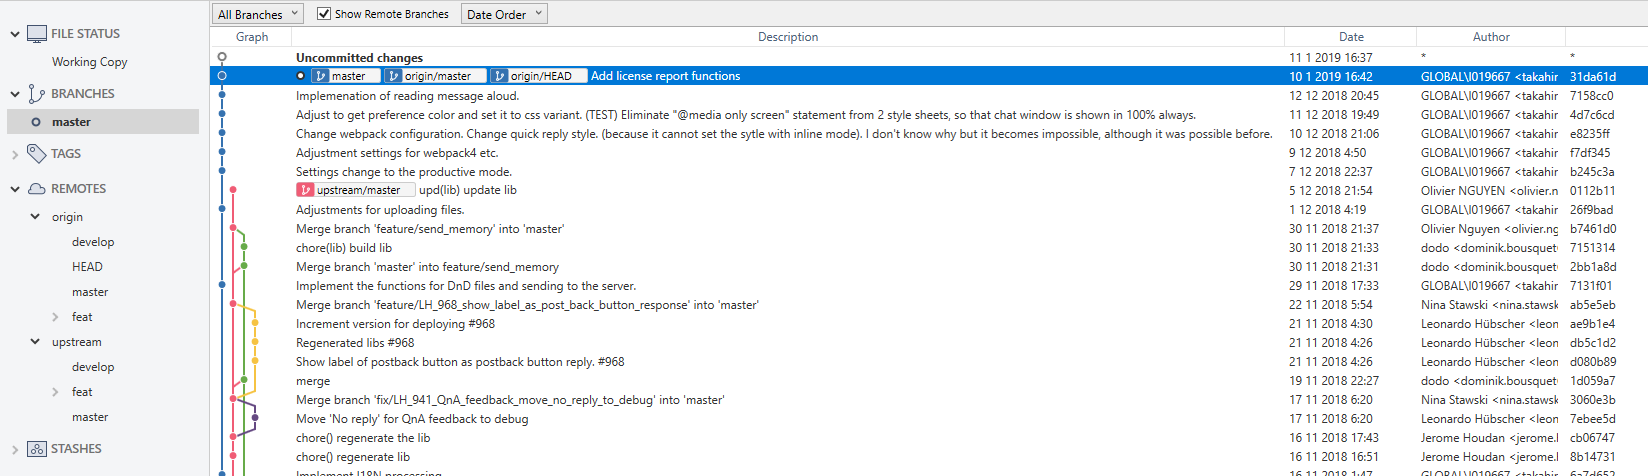 All Branches Show Remote Branches Date Order
FILE STATUS
Working Copy
BRANCHES
master
TAGS
REMOTES
origin
develop
HEAD
master
feat
upstream
develop
feat
master
STASHES
Graph Description Date Author
Uncommitted changes 11 1 2019 16:37 * *
master origin/master origin/HEAD Add license report functions 10 1 2019 16:42 GLOBAL\I019667 <takahir 31da61d
Implemenation of reading message aloud. 12 12 2018 20:45 GLOBAL\I019667 <takahir 7158cc0
Adjust to get preference color and set it to css variant. (TEST) Eliminate "@media only screen" statement from 2 style sheets, so that chat window is shown in 100% always. 11 12 2018 19:49 GLOBAL\I019667 <takahir 4d7c6cd
Change webpack configuration. Change quick reply style. (because it cannot set the sytle with inline mode). I don't know why but it becomes impossible, although it was possible before. 10 12 2018 21:06 GLOBAL\I019667 <takahir e8235ff
Adjustment settings for webpack4 etc. 9 12 2018 4:50 GLOBAL\I019667 <takahir f7df345
Settings change to the productive mode. 7 12 2018 22:37 GLOBAL\I019667 <takahir b245c3a
upstream/master upd(lib) update lib 5 12 2018 21:54 Olivier NGUYEN <olivier.n 0112b11
Adjustments for uploading files. 1 12 2018 4:19 GLOBAL\I019667 <takahir 26f9bad
Merge branch 'feature/send_memory' into 'master' 30 11 2018 21:37 Olivier Nguyen <olivier.ng b7461d0
chore(lib) build lib 30 11 2018 21:33 dodo <dominik.bousquet 7151314
Merge branch 'master' into feature/send_memory 30 11 2018 21:31 dodo <dominik.bousquet 2bb1a8d
Implement the functions for DnD files and sending to the server. 29 11 2018 17:33 GLOBAL\I019667 <takahir 7131f01
Merge branch 'feature/LH_968_show_label_as_post_back_button_response' into 'master' 22 11 2018 5:54 Nina Stawski <nina.stawsk ab5e5eb
Increment version for deploying #968 21 11 2018 4:30 Leonardo Hübscher <leon ae9b1e4
Regenerated libs #968 21 11 2018 4:26 Leonardo Hübscher <leon db5c1d2
Show label of postback button as postback button reply. #968 21 11 2018 4:26 Leonardo Hübscher <leon d080b89
merge 19 11 2018 22:27 dodo <dominik.bousquet 1d059a7
Merge branch 'fix/LH_941_QnA_feedback_move_no_reply_to_debug' into 'master' 17 11 2018 6:20 Nina Stawski <nina.stawsk 3060e3b
Move 'No reply' for QnA feedback to debug 17 11 2018 6:20 Leonardo Hübscher <leon 7ebee5d
chore() regenerate the lib 16 11 2018 17:43 Jerome Houdan <jerome.l cb06747
chore() regenerate lib 16 11 2018 16:51 Jerome Houdan <jerome.l 8b14731
Implement I18N processing 16 11 2018 1:47 GLOBAL\I019667 <takahir 6a7d652